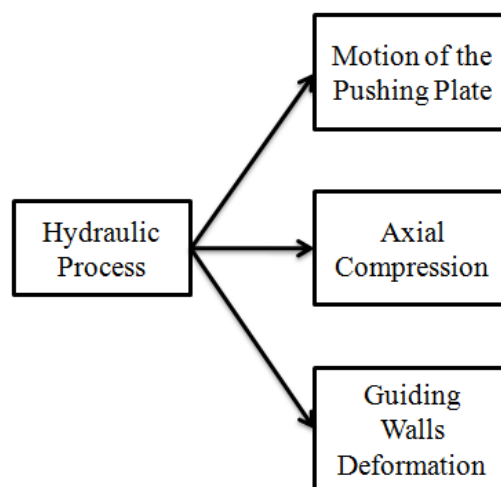 Motion of the
Pushing Plate
Hydraulic
Process
Axial
Compression
Guiding
Walls
Deformation